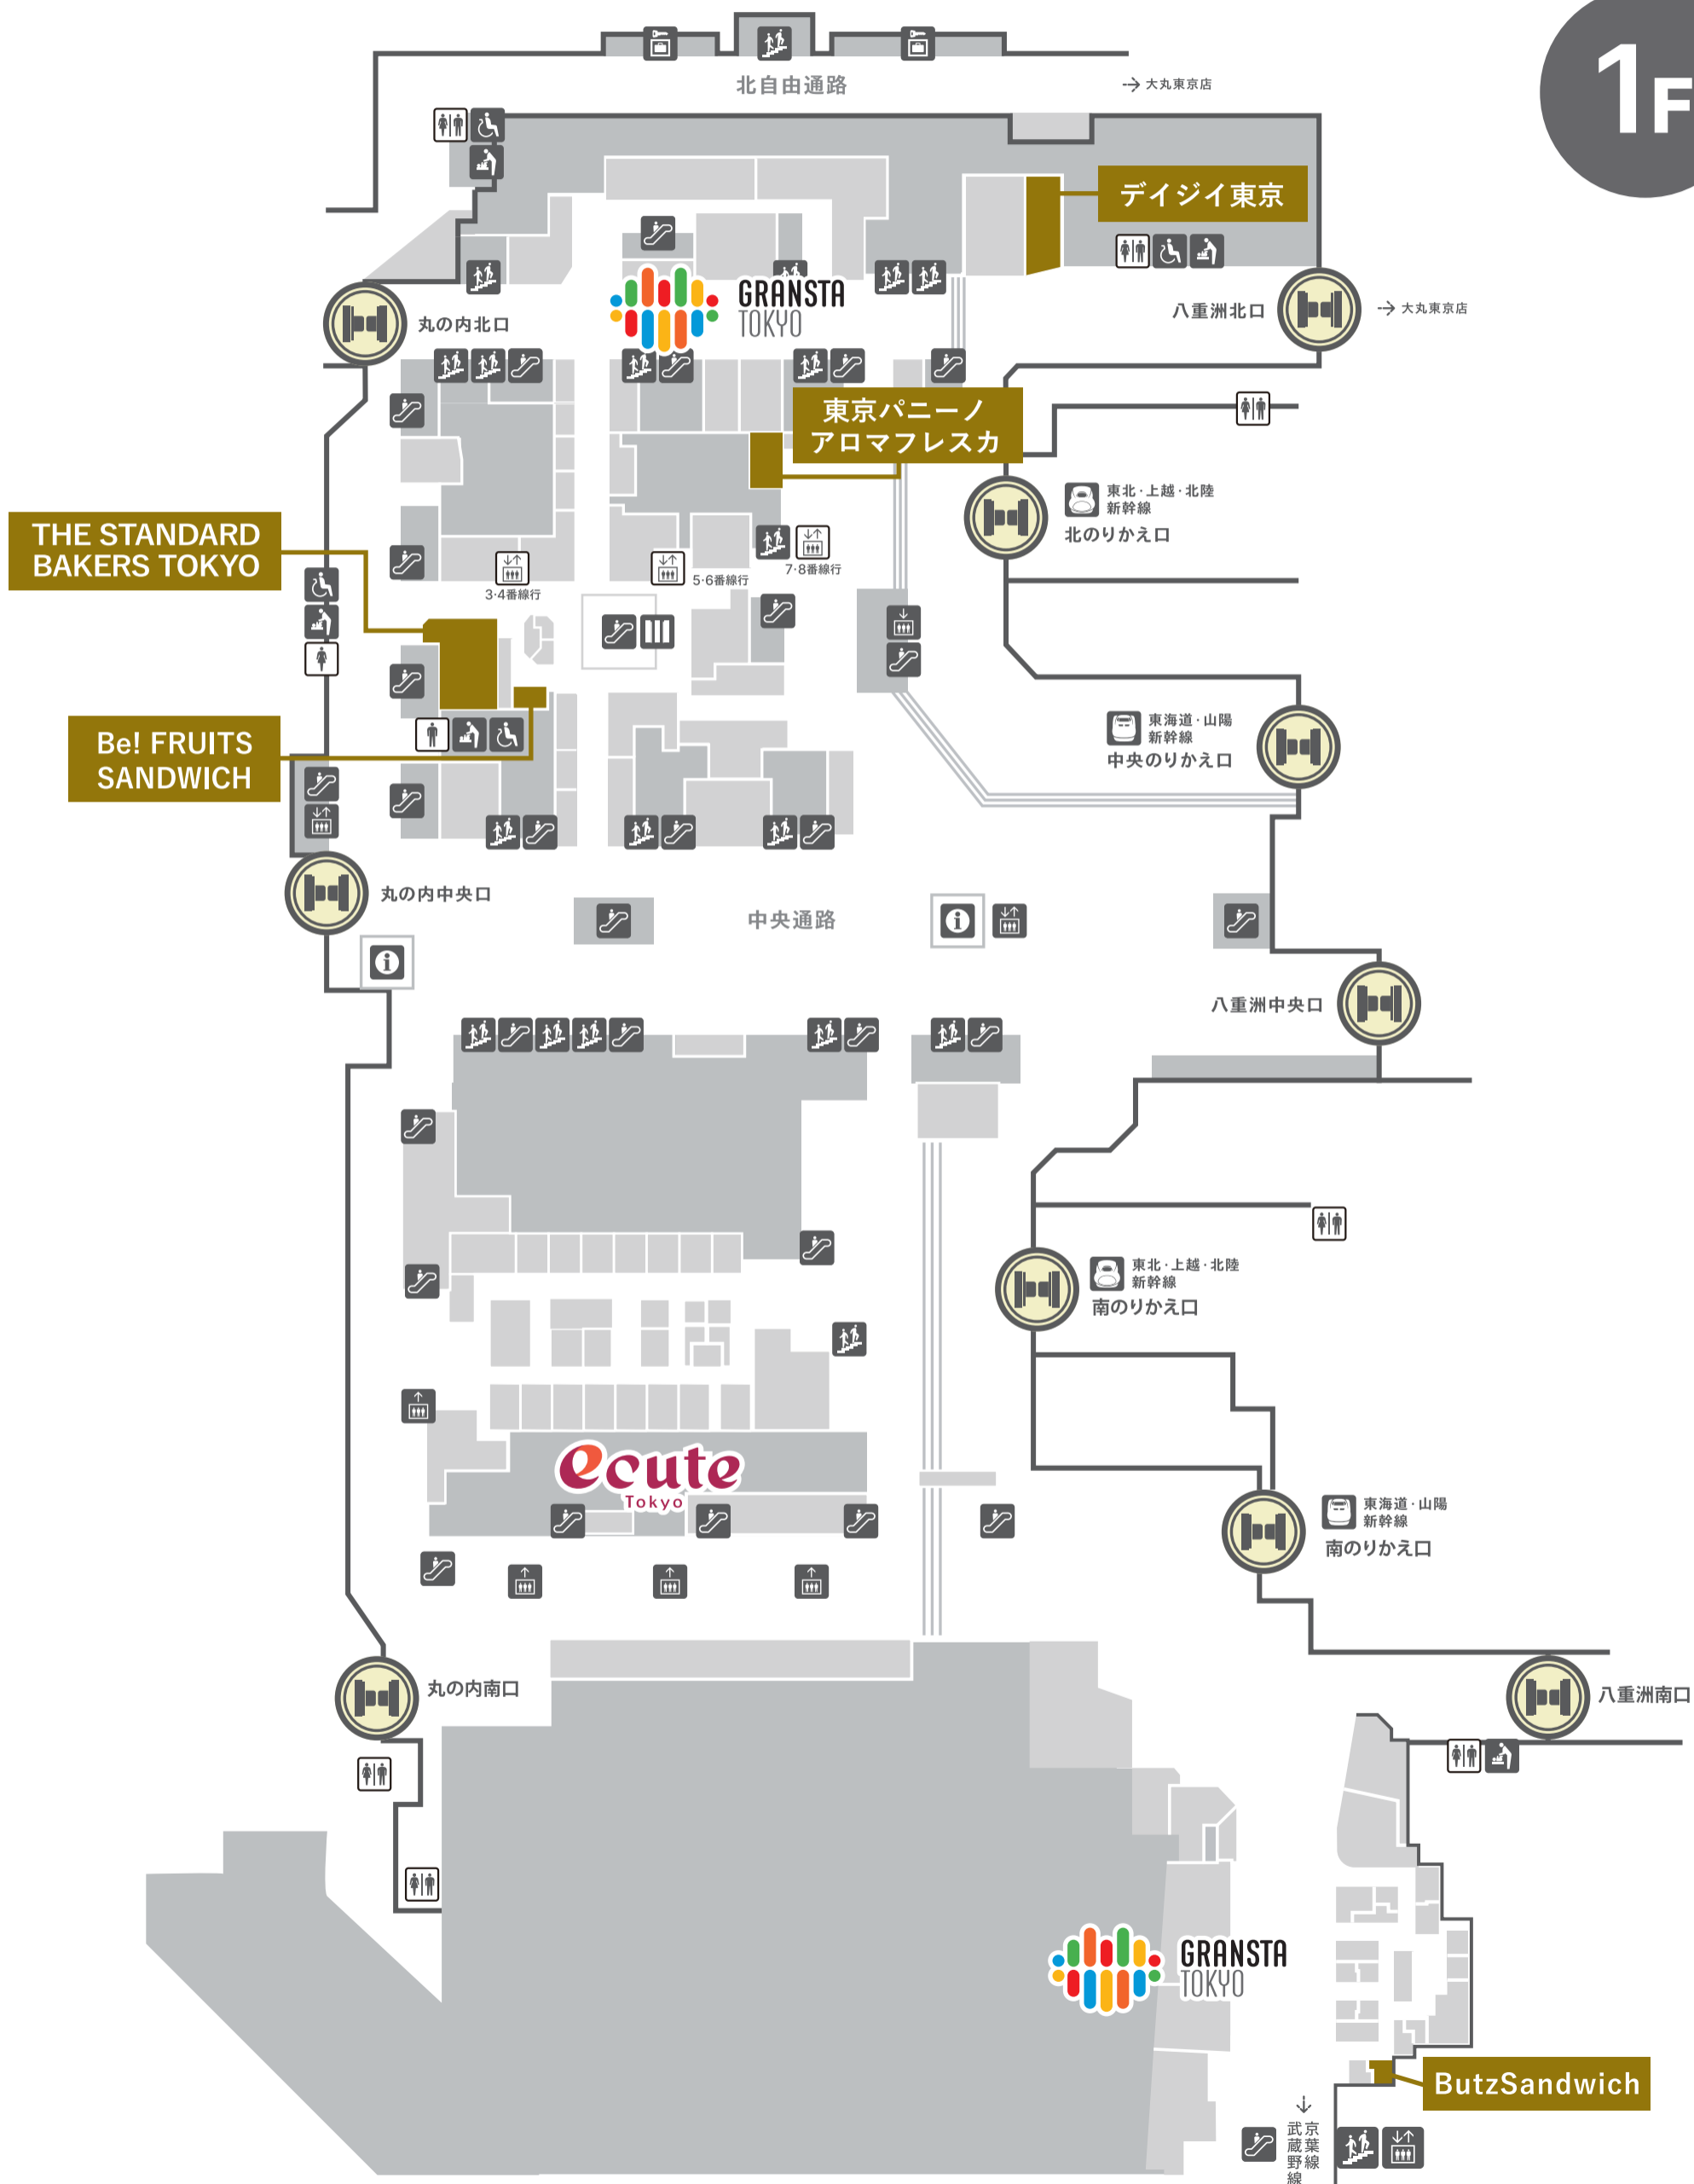 1F
北自由通路
→ 大丸東京店
デイジイ東京
GRANSTA
TOKYO
丸の内北口
八重洲北口
→ 大丸東京店
東京パニーノ
アロマフレスカ
東北・上越・北陸
新幹線
北のりかえ口
THE STANDARD
BAKERS TOKYO
3・4番線行
5・6番線行
7・8番線行
Be! FRUITS
SANDWICH
東海道・山陽
新幹線
中央のりかえ口
丸の内中央口
中央通路
八重洲中央口
東北・上越・北陸
新幹線
南のりかえ口
ecute
Tokyo
東海道・山陽
新幹線
南のりかえ口
丸の内南口
八重洲南口
GRANSTA
TOKYO
ButzSandwich
↓
京葉線
武蔵野線